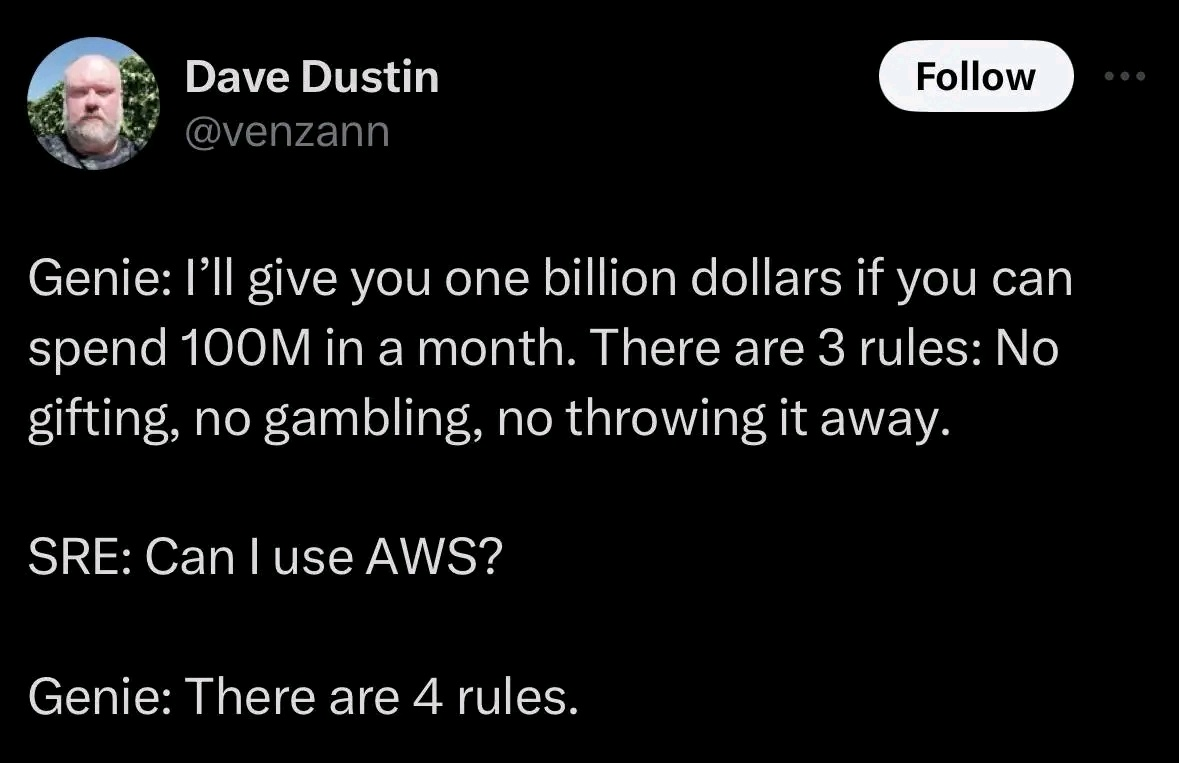 Dave Dustin
Follow
@venzann
Genie: I’ll give you one billion dollars if you can
spend 100M in a month. There are 3 rules: No
gifting, no gambling, no throwing it away.
SRE: Can I use AWS?
Genie: There are 4 rules.